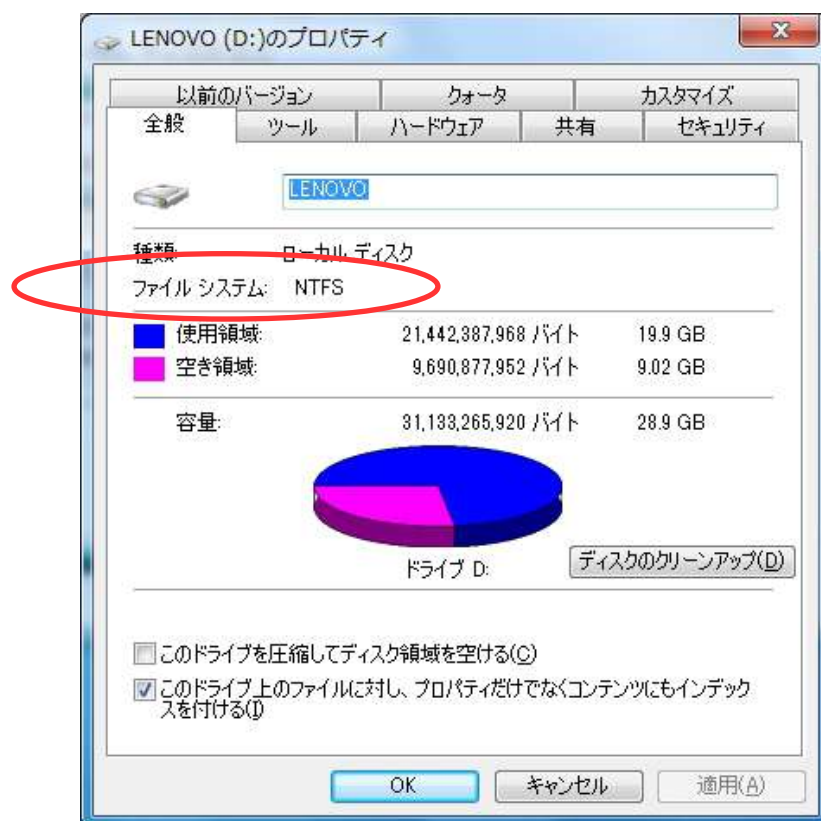 LENOVO (D:)のプロパティ
以前のバージョン クォータ カスタマイズ
全般 ツール ハードウェア 共有 セキュリティ
LENOVO
種類: ローカル ディスク
ファイル システム: NTFS
使用領域: 21,442,387,968 バイト 19.9 GB
空き領域: 9,690,877,952 バイト 9.02 GB
容量: 31,133,265,920 バイト 28.9 GB
ドライブ D: ディスクのクリーンアップ(D)
このドライブを圧縮してディスク領域を空ける(C)
このドライブ上のファイルに対し、プロパティだけでなくコンテンツにもインデック
スを付ける(I)
OK キャンセル 適用(A)